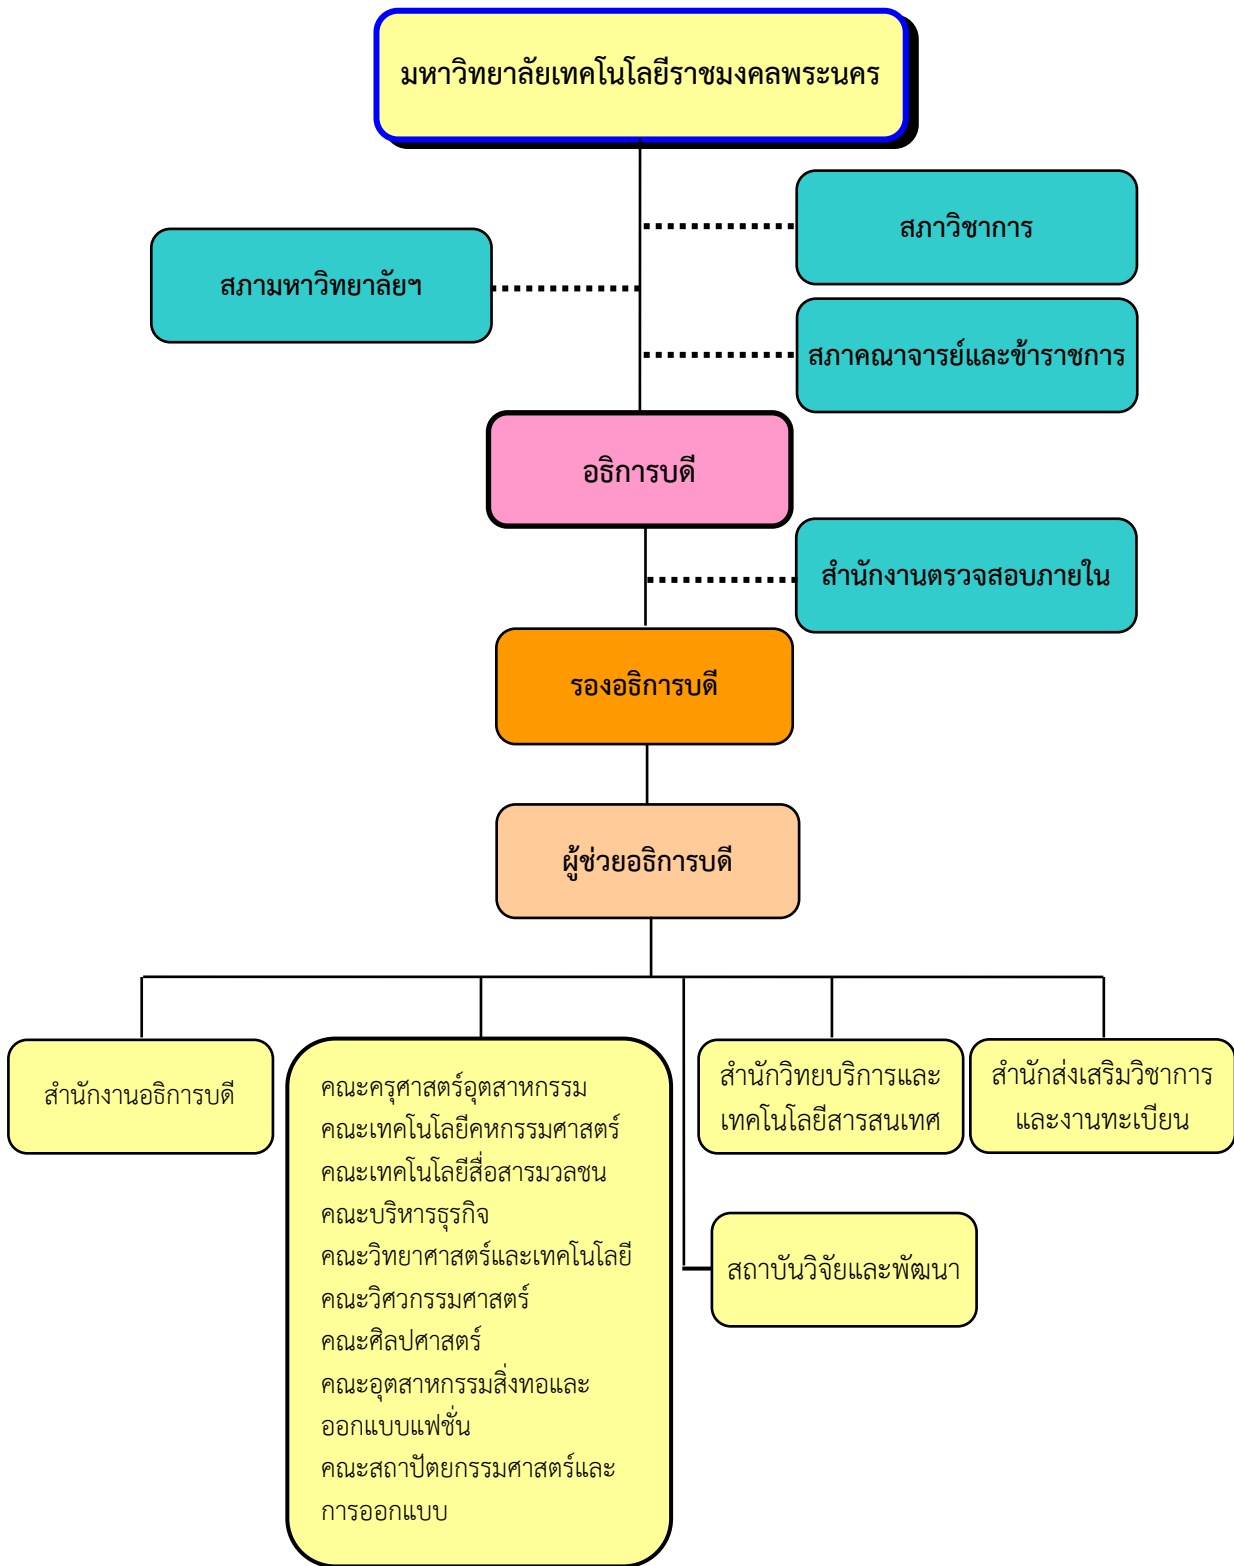 มหาวิทยาลัยเทคโนโลยีราชมงคลพระนคร
สภาวิชาการ
สภามหาวิทยาลัยฯ
สภาคณาจารย์และข้าราชการ
อธิการบดี
สำนักงานตรวจสอบภายใน
รองอธิการบดี
ผู้ช่วยอธิการบดี
สำนักงานอธิการบดี
คณะครุศาสตร์อุตสาหกรรม
คณะเทคโนโลยีคหกรรมศาสตร์
คณะเทคโนโลยีสื่อสารมวลชน
คณะบริหารธุรกิจ
คณะวิทยาศาสตร์และเทคโนโลยี
คณะวิศวกรรมศาสตร์
คณะศิลปศาสตร์
คณะอุตสาหกรรมสิ่งทอและ
ออกแบบแฟชั่น
คณะสถาปัตยกรรมศาสตร์และ
การออกแบบ
สำนักวิทยบริการและ
เทคโนโลยีสารสนเทศ
สำนักส่งเสริมวิชาการ
และงานทะเบียน
สถาบันวิจัยและพัฒนา